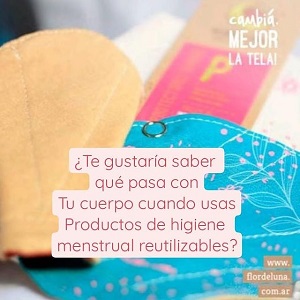 cambiá.
MEJOR
LA TELA!
¿Te gustaría saber
qué pasa con
Tu cuerpo cuando usas
Productos de higiene
menstrual reutilizables?
www.
flordeluna.
com.ar